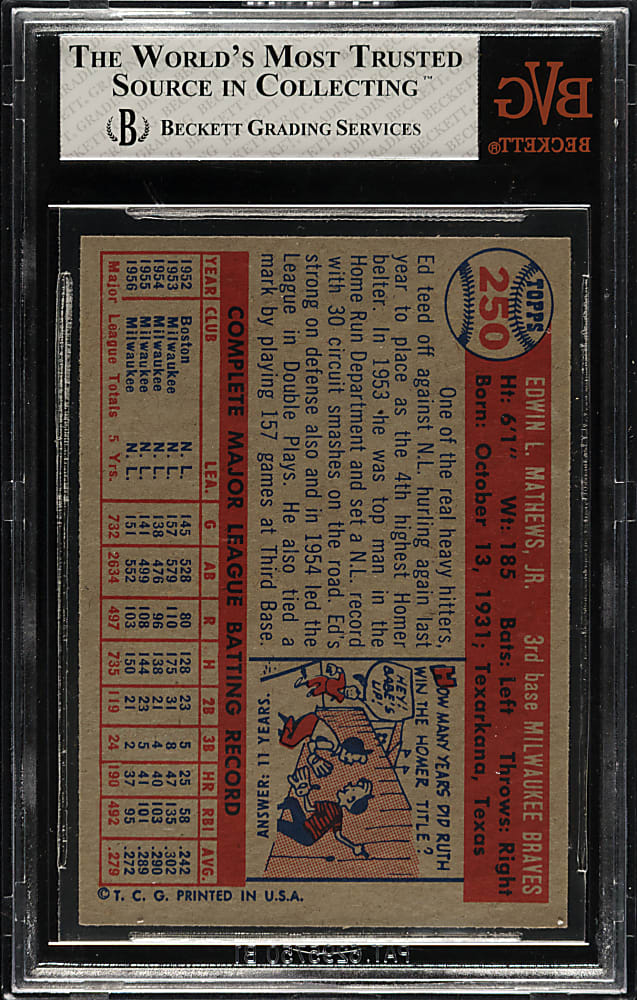 THE WORLD'S MOST TRUSTED
SOURCE IN COLLECTING™
B BECKETT GRADING SERVICES
BVG
BECKETT®
TOPPS
250
EDWIN L. MATHEWS, JR. 3rd base MILWAUKEE BRAVES
Ht: 6'1" Wt: 185 Bats: Left Throws: Right
Born: October 13, 1931; Texarkana, Texas
One of the real heavy hitters,
Ed teed off against N.L. hurling again last
year to place as the 4th highest Homer
belter. In 1953 he was top man in the
Home Run Department and set a N.L. record
with 30 circuit smashes on the road. Ed's
strong on defense also and in 1954 led the
League in Double Plays. He also tied a
mark by playing 157 games at Third Base.
HOW MANY YEARS DID RUTH
WIN THE HOMER TITLE?
HEY!
BABE'S
UP!
ANSWER: 11 YEARS.
COMPLETE MAJOR LEAGUE BATTING RECORD
YEAR CLUB LEA. G AB R H 2B 3B HR RBI AVG.
1952 Boston N. L. 145 528 80 128 23 5 25 58 .242
1953 Milwaukee N. L. 157 579 110 175 31 8 47 135 .302
1954 Milwaukee N. L. 138 476 96 138 21 4 40 103 .290
1955 Milwaukee N. L. 141 499 108 144 23 5 41 101 .289
1956 Milwaukee N. L. 151 552 103 150 21 2 37 95 .272
Major League Totals 5 Yrs. 732 2634 497 735 119 24 190 492 .279
© T. C. G. PRINTED IN U.S.A.